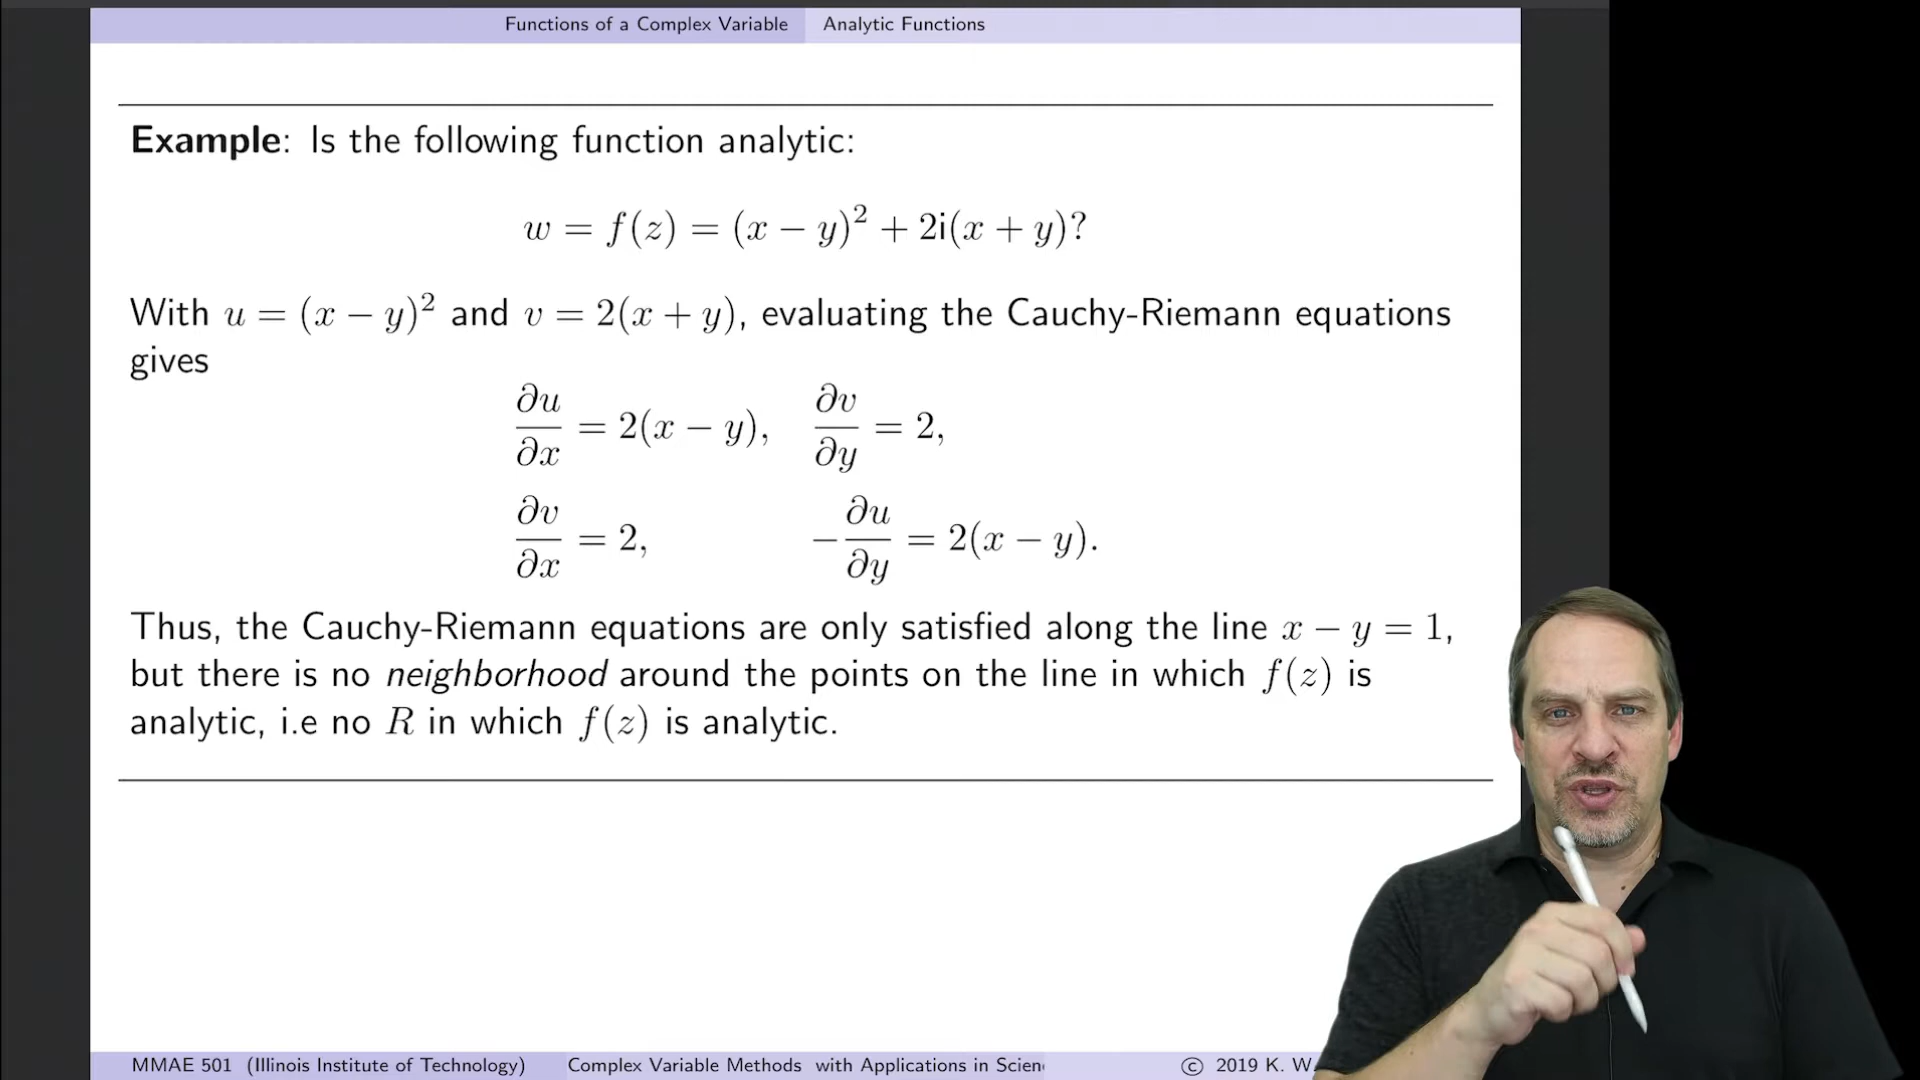 Functions of a Complex Variable Analytic Functions
Example: Is the following function analytic:
w = f(z) = (x − y)² + 2i(x + y)?
With u = (x − y)² and v = 2(x + y), evaluating the Cauchy-Riemann equations
gives
∂u/∂x = 2(x − y), ∂v/∂y = 2,
∂v/∂x = 2, −∂u/∂y = 2(x − y).
Thus, the Cauchy-Riemann equations are only satisfied along the line x − y = 1,
but there is no neighborhood around the points on the line in which f(z) is
analytic, i.e no R in which f(z) is analytic.
MMAE 501 (Illinois Institute of Technology) Complex Variable Methods with Applications in Scien © 2019 K. W.